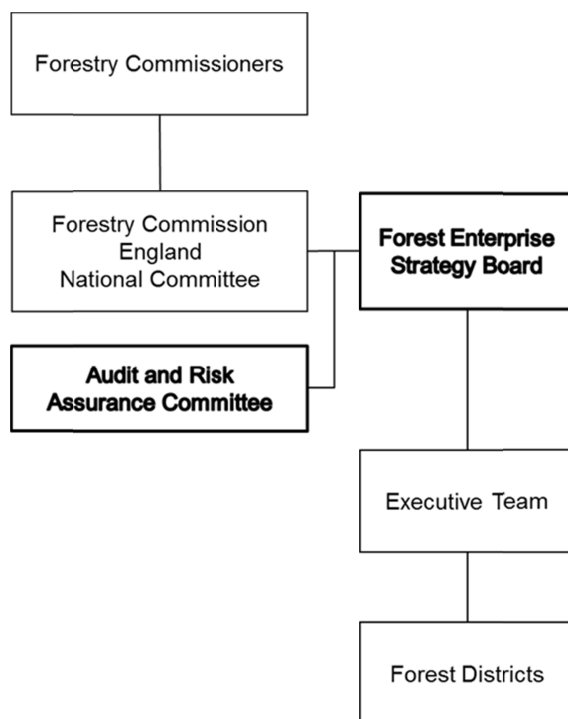 Forestry Commissioners
Forestry Commission
England
National Committee
Forest Enterprise
Strategy Board
Audit and Risk
Assurance Committee
Executive Team
Forest Districts